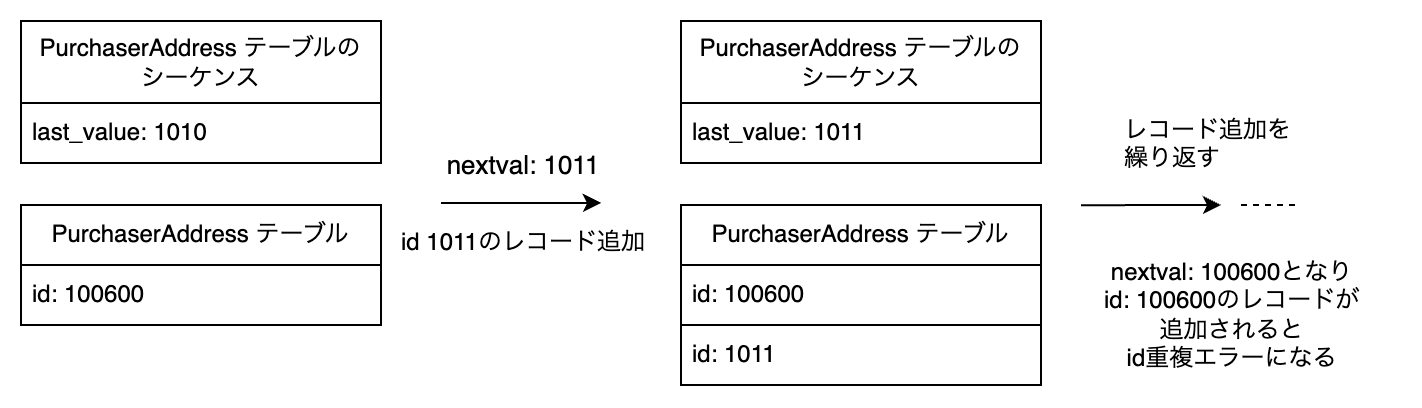 PurchaserAddress テーブルの
シーケンス
last_value: 1010
PurchaserAddress テーブル
id: 100600
nextval: 1011
id 1011のレコード追加
PurchaserAddress テーブルの
シーケンス
last_value: 1011
PurchaserAddress テーブル
id: 100600
id: 1011
レコード追加を
繰り返す
nextval: 100600となり
id: 100600のレコードが
追加されると
id重複エラーになる